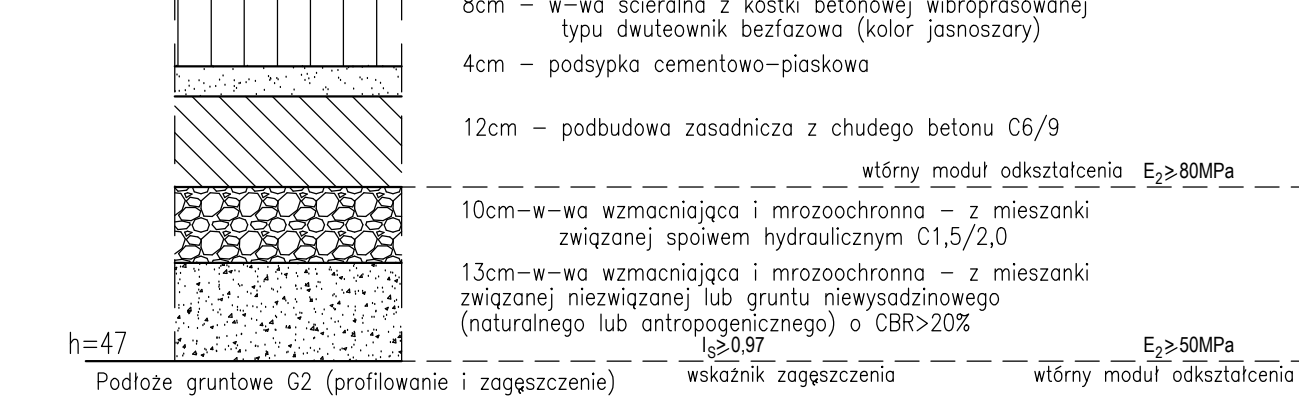 8cm – w–wa ścieralna z kostki betonowej wibroprasowanej
typu dwuteownik bezfazowa (kolor jasnoszary)
4cm – podsypka cementowo–piaskowa
12cm – podbudowa zasadnicza z chudego betonu C6/9
wtórny moduł odkształcenia E₂≥80MPa
10cm–w–wa wzmacniająca i mrozoochronna – z mieszanki
związanej spoiwem hydraulicznym C1,5/2,0
13cm–w–wa wzmacniająca i mrozoochronna – z mieszanki
związanej niezwiązanej lub gruntu niewysadzinowego
(naturalnego lub antropogenicznego) o CBR>20%
h=47 Iₛ≥0,97 E₂≥50MPa
Podłoże gruntowe G2 (profilowanie i zagęszczenie) wskaźnik zagęszczenia wtórny moduł odkształcenia